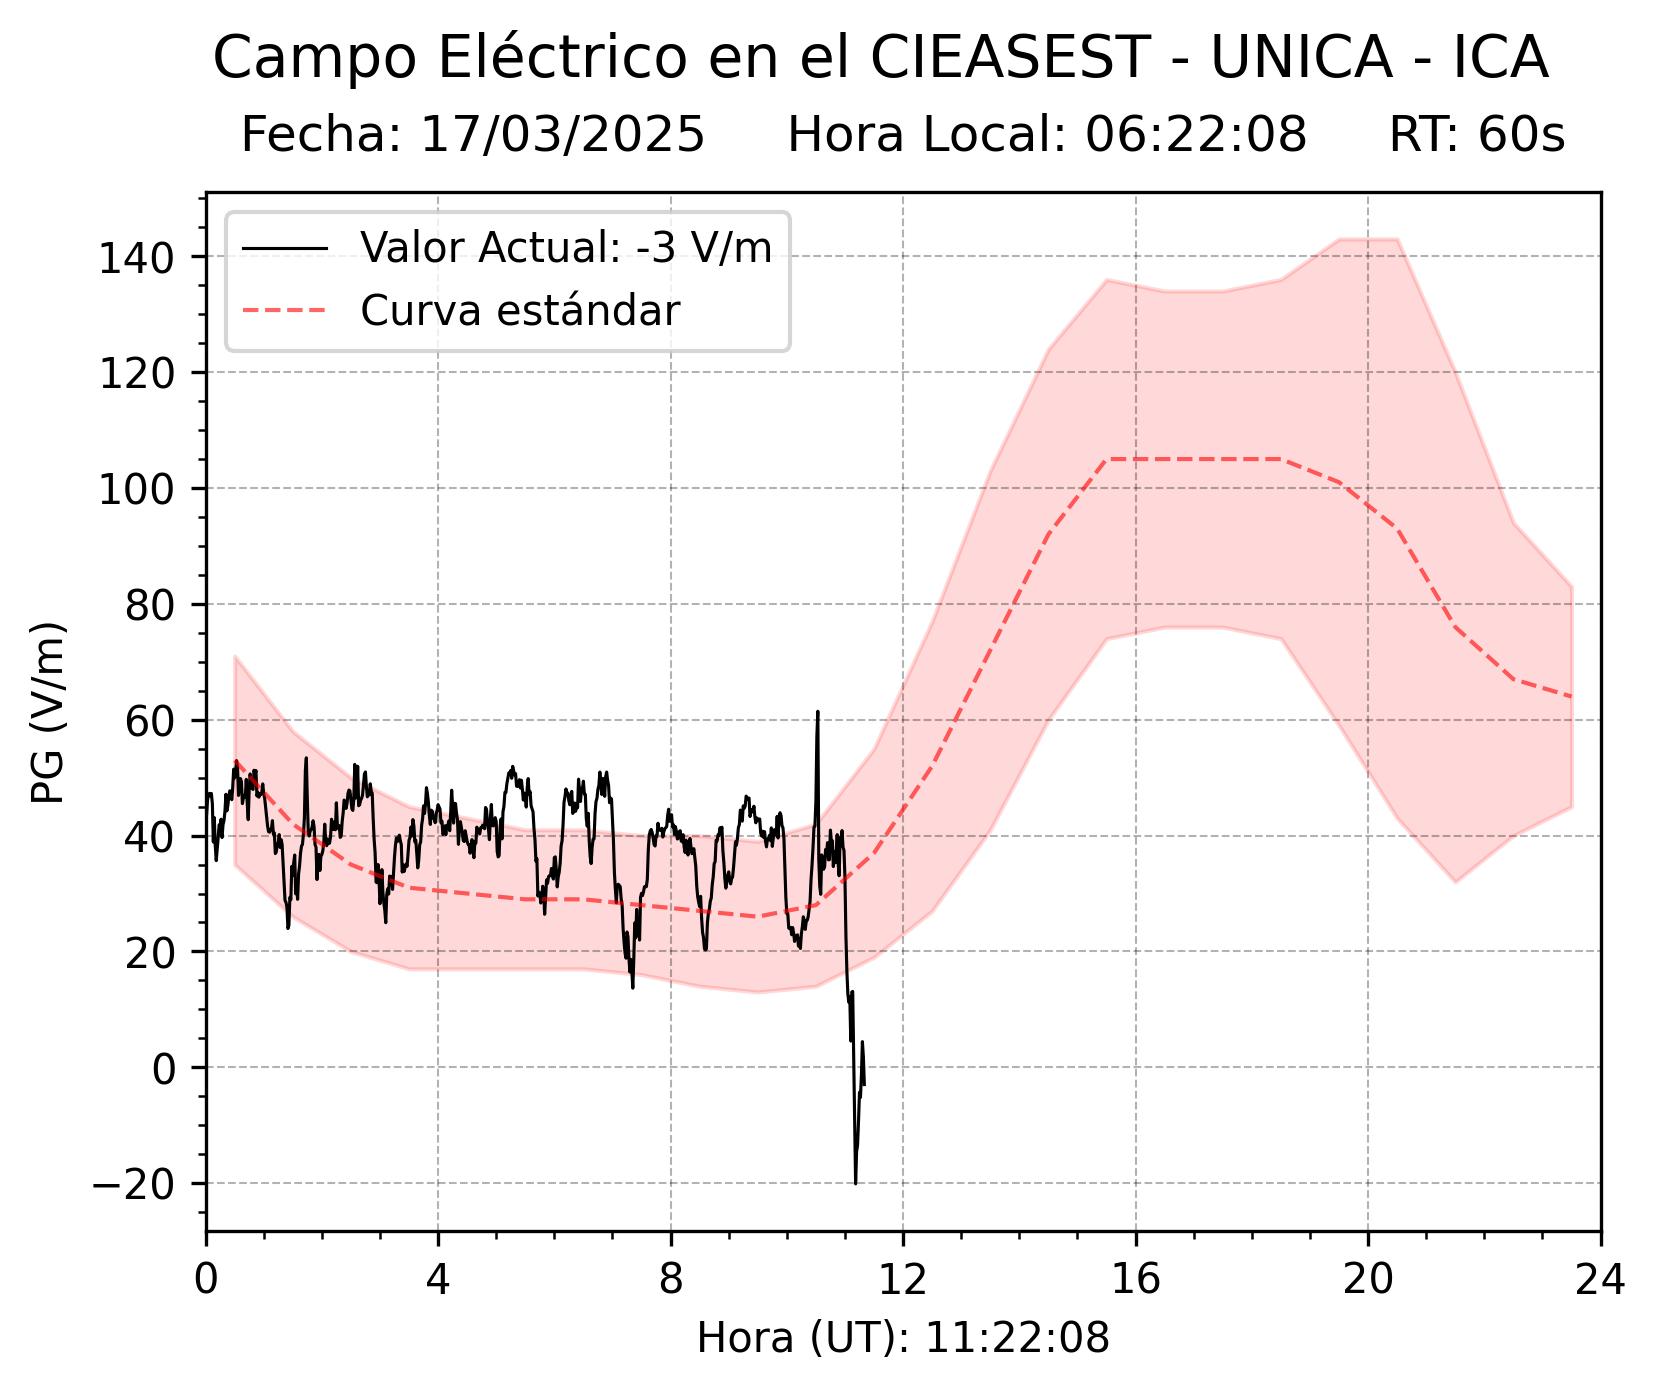 Campo Eléctrico en el CIEASEST - UNICA - ICA
Fecha: 17/03/2025 Hora Local: 06:22:08 RT: 60s
Valor Actual: -3 V/m
Curva estándar
PG (V/m)
140
120
100
80
60
40
20
0
−20
0 4 8 12 16 20 24
Hora (UT): 11:22:08